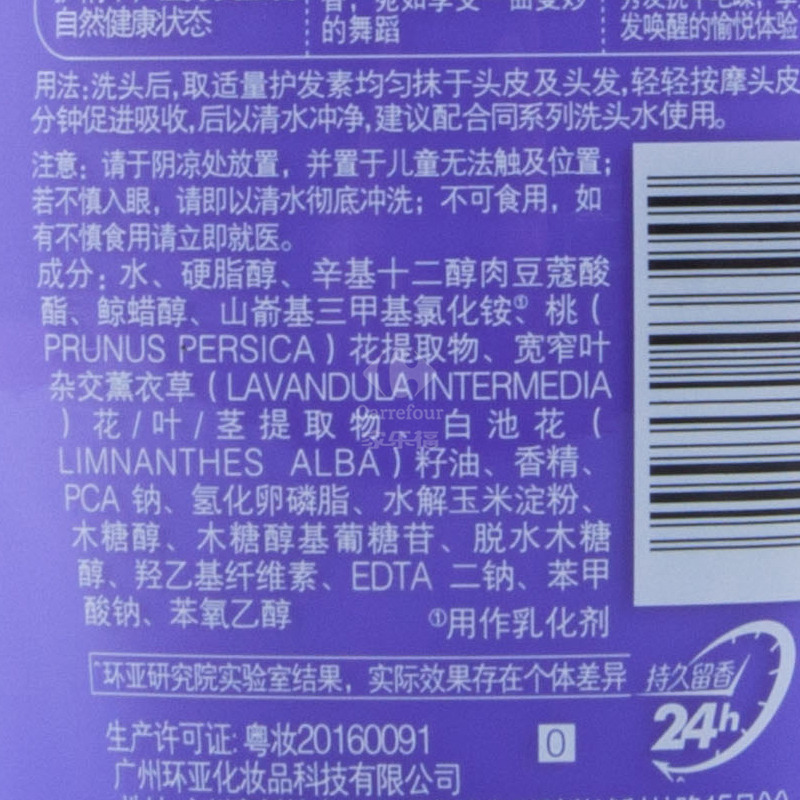 自然健康状态
的舞蹈
发唤醒的愉悦体验
用法:洗头后,取适量护发素均匀抹于头皮及头发,轻轻按摩头皮
分钟促进吸收,后以清水冲净,建议配合同系列洗头水使用。
注意：请于阴凉处放置，并置于儿童无法触及位置；
若不慎入眼，请即以清水彻底冲洗；不可食用，如
有不慎食用请立即就医。
成分：水、硬脂醇、辛基十二醇肉豆蔻酸
酯、鲸蜡醇、山嵛基三甲基氯化铵①、桃（
PRUNUS PERSICA）花提取物、宽窄叶
杂交薰衣草（LAVANDULA INTERMEDIA
）花/叶/茎提取物、白池花（
LIMNANTHES ALBA）籽油、香精、
PCA 钠、氢化卵磷脂、水解玉米淀粉、
木糖醇、木糖醇基葡糖苷、脱水木糖
醇、羟乙基纤维素、EDTA 二钠、苯甲
酸钠、苯氧乙醇
①用作乳化剂
Carrefour
家乐福
*环亚研究院实验室结果，实际效果存在个体差异
持久留香
24h
生产许可证: 粤妆20160091
0
广州环亚化妆品科技有限公司